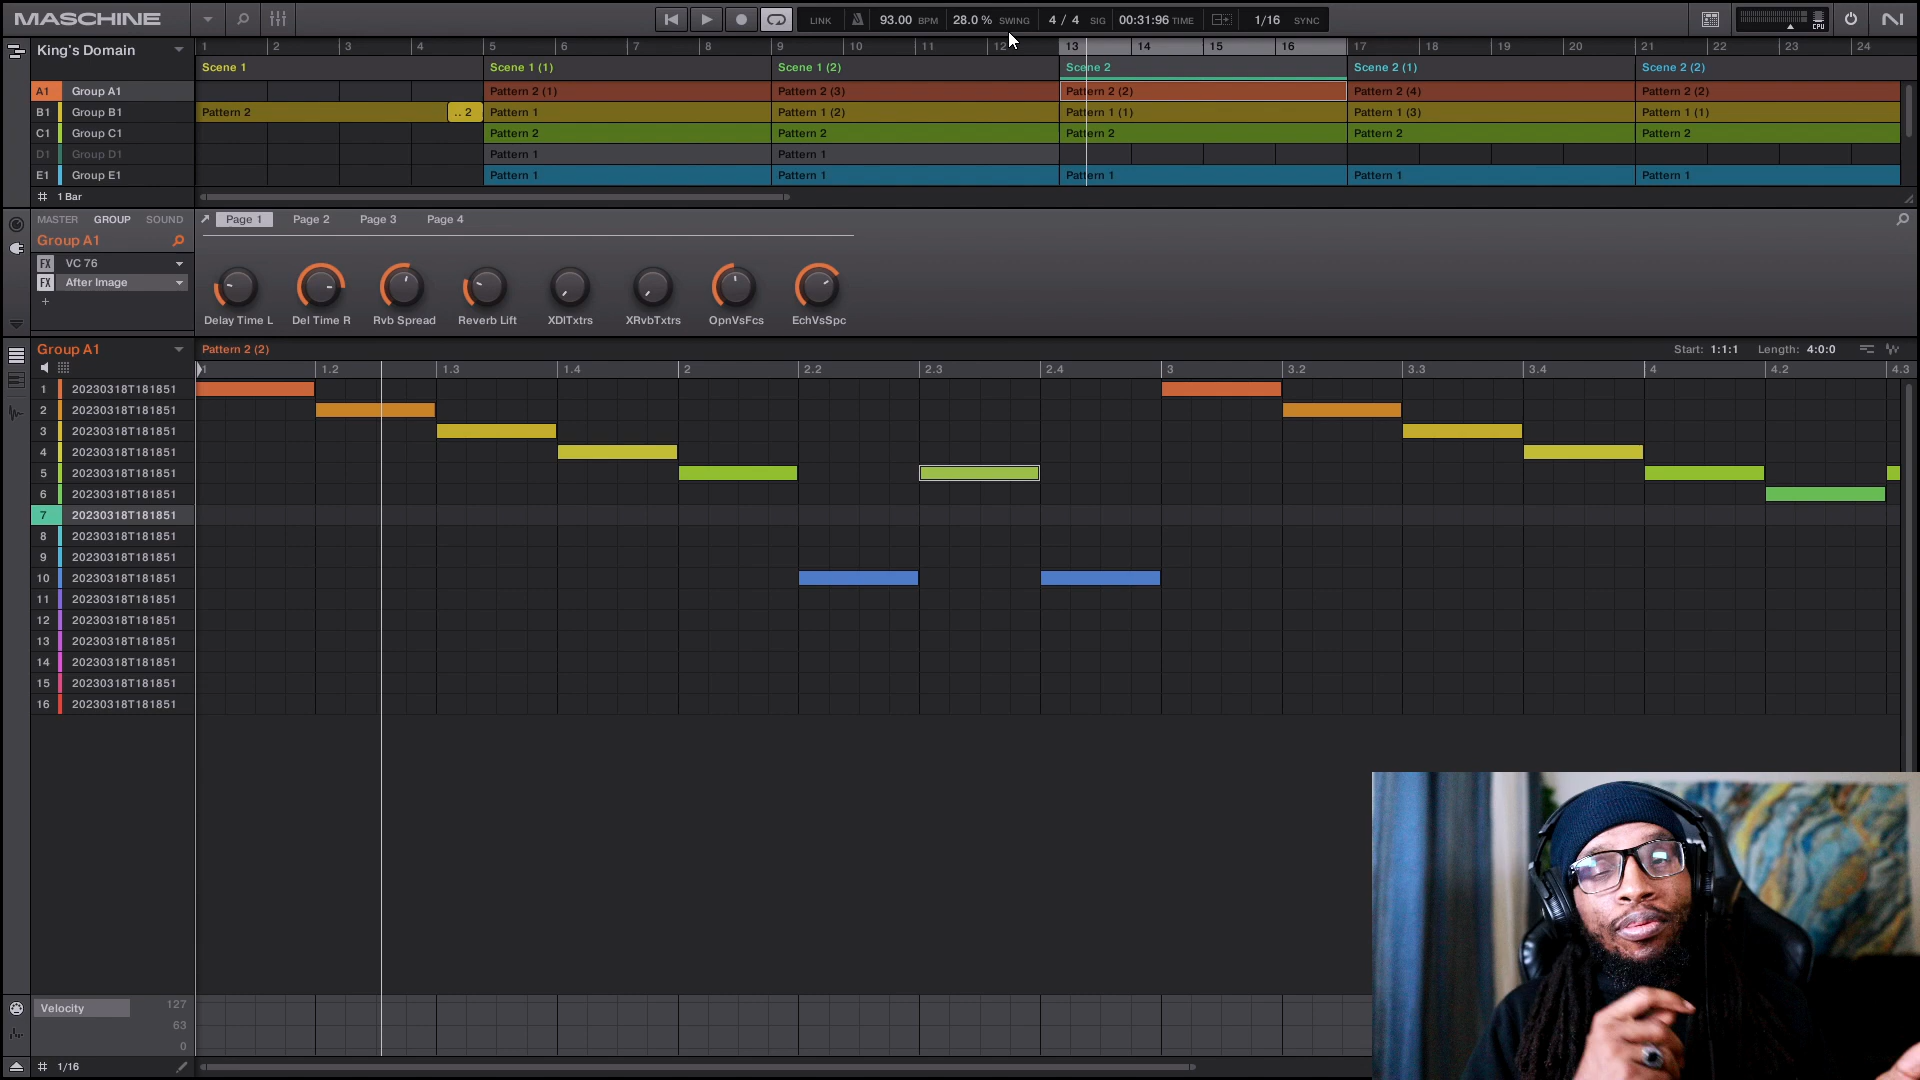 MASCHINE
LINK 93.00 BPM 28.0 % SWING 4 / 4 SIG 00:31:96 TIME 1/16 SYNC CPU
King's Domain 1 2 3 4 5 6 7 8 9 10 11 12 13 14 15 16 17 18 19 20 21 22 23 24
Scene 1 Scene 1 (1) Scene 1 (2) Scene 2 Scene 2 (1) Scene 2 (2)
A1 Group A1 Pattern 2 (1) Pattern 2 (3) Pattern 2 (2) Pattern 2 (4) Pattern 2 (2)
B1 Group B1 Pattern 2 .. 2 Pattern 1 Pattern 1 (2) Pattern 1 (1) Pattern 1 (3) Pattern 1 (1)
C1 Group C1 Pattern 2 Pattern 2 Pattern 2 Pattern 2 Pattern 2
D1 Group D1 Pattern 1 Pattern 1
E1 Group E1 Pattern 1 Pattern 1 Pattern 1 Pattern 1 Pattern 1
1 Bar
MASTER GROUP SOUND Page 1 Page 2 Page 3 Page 4
Group A1
FX VC 76
FX After Image
+
Delay Time L Del Time R Rvb Spread Reverb Lift XDlTxtrs XRvbTxtrs OpnVsFcs EchVsSpc
Group A1 Pattern 2 (2) Start: 1:1:1 Length: 4:0:0
1 1.2 1.3 1.4 2 2.2 2.3 2.4 3 3.2 3.3 3.4 4 4.2 4.3
1 20230318T181851
2 20230318T181851
3 20230318T181851
4 20230318T181851
5 20230318T181851
6 20230318T181851
7 20230318T181851
8 20230318T181851
9 20230318T181851
10 20230318T181851
11 20230318T181851
12 20230318T181851
13 20230318T181851
14 20230318T181851
15 20230318T181851
16 20230318T181851
Velocity 127
63
0
1/16